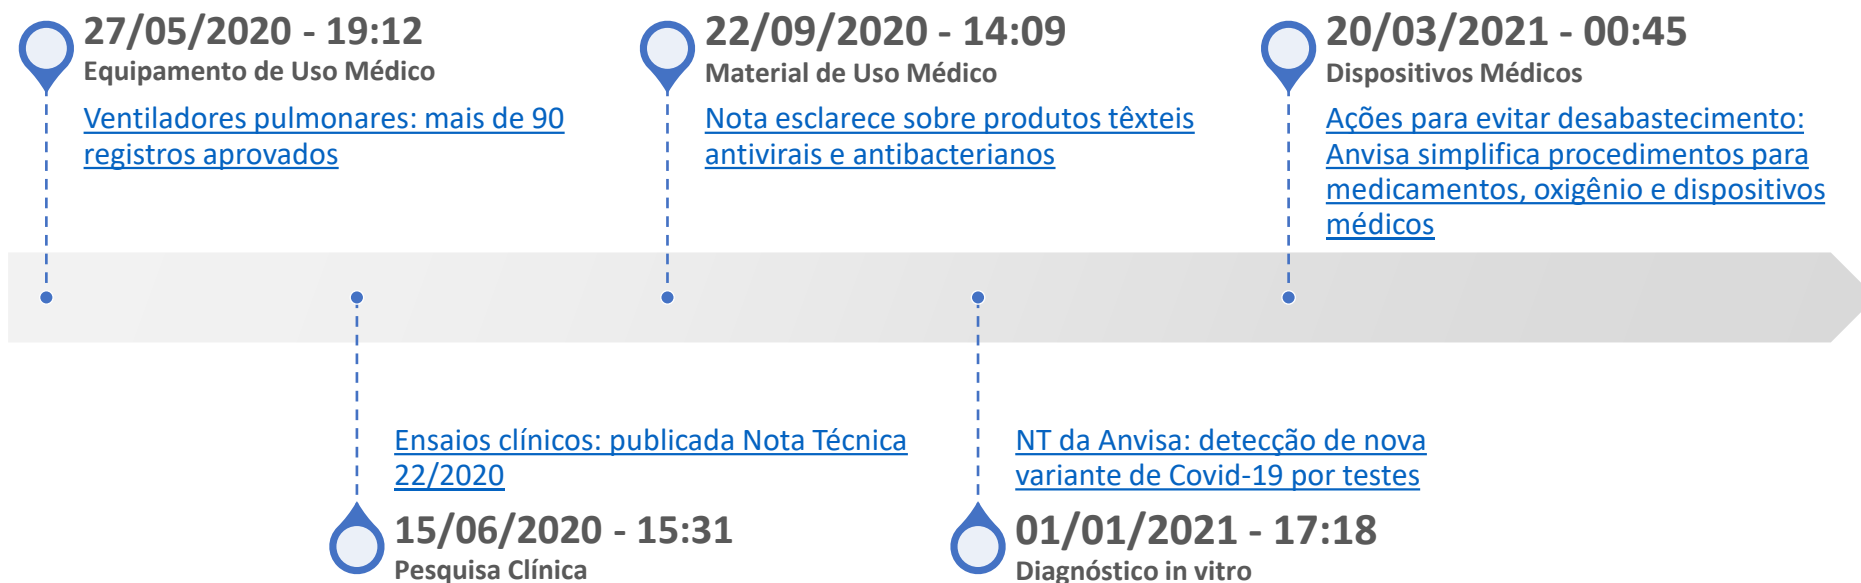 27/05/2020 - 19:12
Equipamento de Uso Médico
Ventiladores pulmonares: mais de 90
registros aprovados
22/09/2020 - 14:09
Material de Uso Médico
Nota esclarece sobre produtos têxteis
antivirais e antibacterianos
20/03/2021 - 00:45
Dispositivos Médicos
Ações para evitar desabastecimento:
Anvisa simplifica procedimentos para
medicamentos, oxigênio e dispositivos
médicos
Ensaios clínicos: publicada Nota Técnica
22/2020
15/06/2020 - 15:31
Pesquisa Clínica
NT da Anvisa: detecção de nova
variante de Covid-19 por testes
01/01/2021 - 17:18
Diagnóstico in vitro